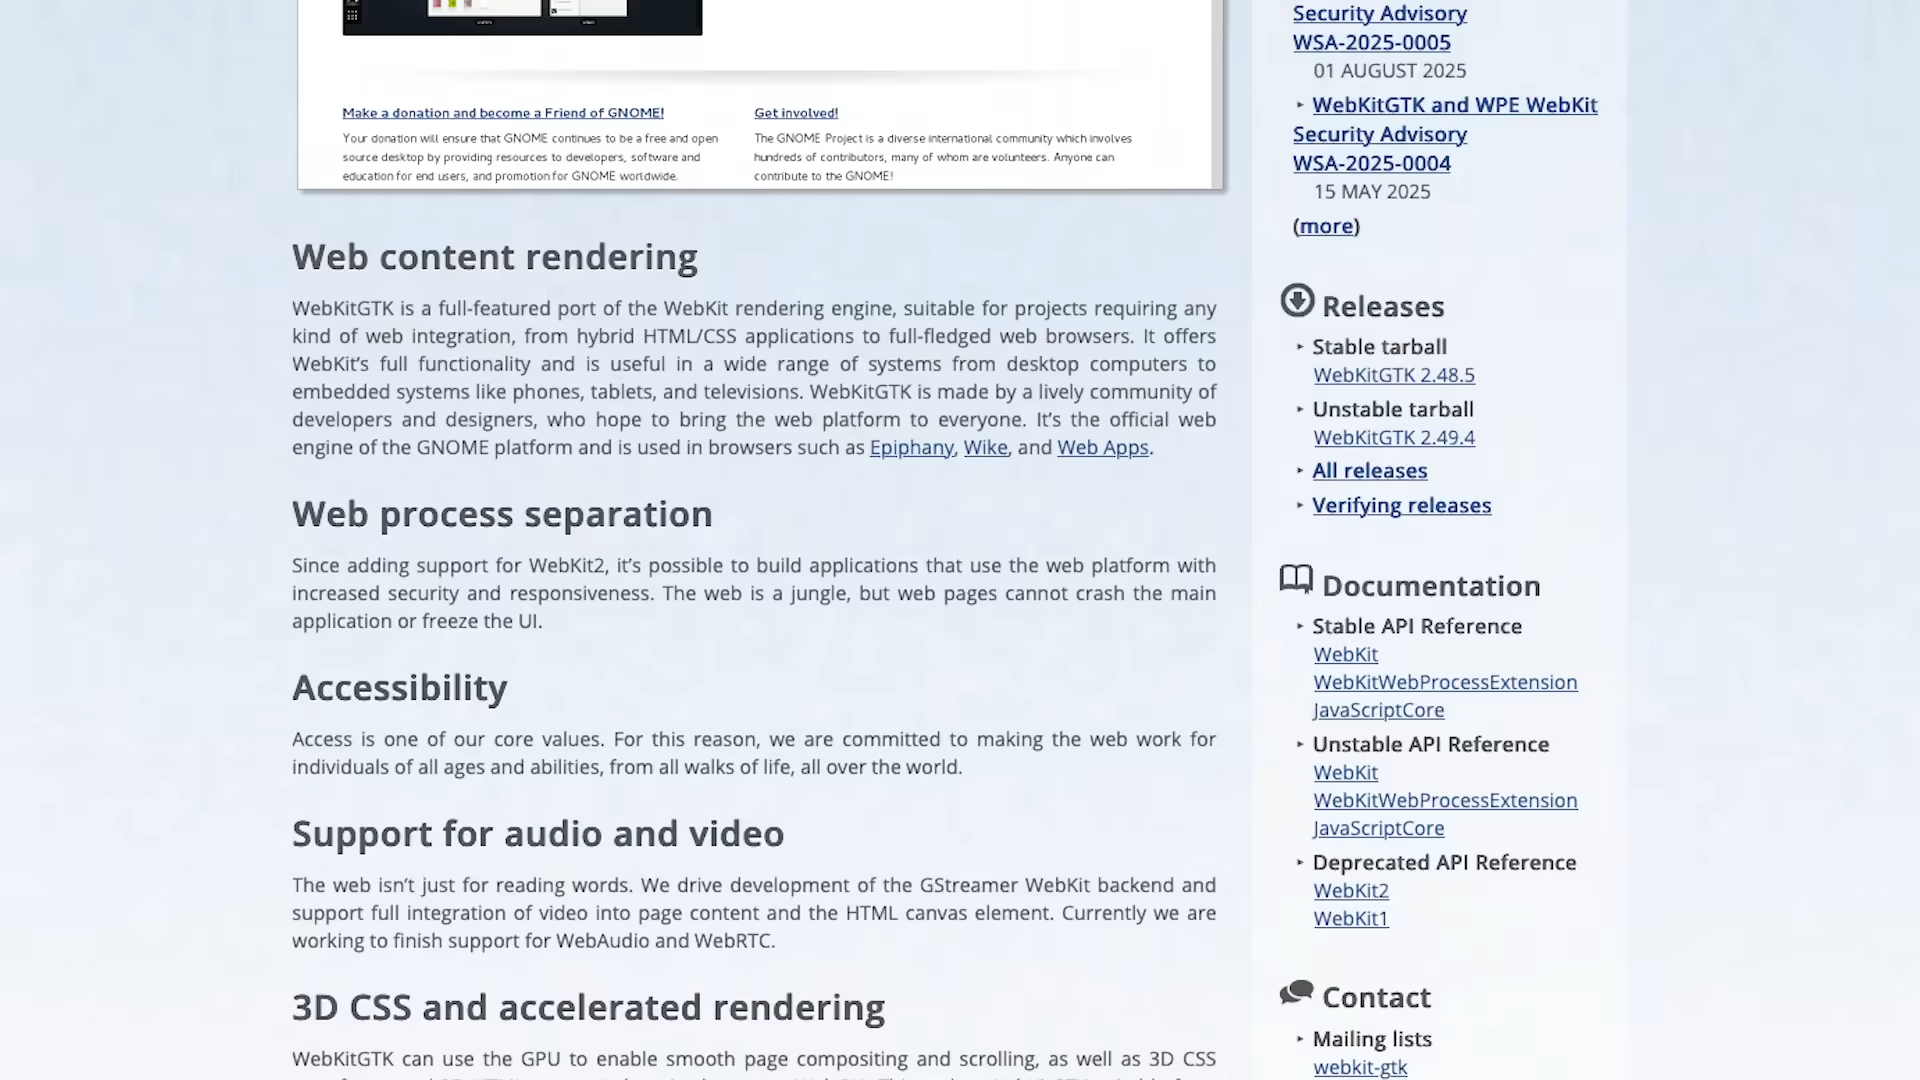 Make a donation and become a Friend of GNOME!
Your donation will ensure that GNOME continues to be a free and open
source desktop by providing resources to developers, software and
education for end users, and promotion for GNOME worldwide.
Get involved!
The GNOME Project is a diverse international community which involves
hundreds of contributors, many of whom are volunteers. Anyone can
contribute to the GNOME!
Web content rendering
WebKitGTK is a full-featured port of the WebKit rendering engine, suitable for projects requiring any
kind of web integration, from hybrid HTML/CSS applications to full-fledged web browsers. It offers
WebKit’s full functionality and is useful in a wide range of systems from desktop computers to
embedded systems like phones, tablets, and televisions. WebKitGTK is made by a lively community of
developers and designers, who hope to bring the web platform to everyone. It’s the official web
engine of the GNOME platform and is used in browsers such as Epiphany, Wike, and Web Apps.
Web process separation
Since adding support for WebKit2, it’s possible to build applications that use the web platform with
increased security and responsiveness. The web is a jungle, but web pages cannot crash the main
application or freeze the UI.
Accessibility
Access is one of our core values. For this reason, we are committed to making the web work for
individuals of all ages and abilities, from all walks of life, all over the world.
Support for audio and video
The web isn’t just for reading words. We drive development of the GStreamer WebKit backend and
support full integration of video into page content and the HTML canvas element. Currently we are
working to finish support for WebAudio and WebRTC.
3D CSS and accelerated rendering
WebKitGTK can use the GPU to enable smooth page compositing and scrolling, as well as 3D CSS
Security Advisory
WSA-2025-0005
01 AUGUST 2025
WebKitGTK and WPE WebKit
Security Advisory
WSA-2025-0004
15 MAY 2025
(more)
Releases
Stable tarball
WebKitGTK 2.48.5
Unstable tarball
WebKitGTK 2.49.4
All releases
Verifying releases
Documentation
Stable API Reference
WebKit
WebKitWebProcessExtension
JavaScriptCore
Unstable API Reference
WebKit
WebKitWebProcessExtension
JavaScriptCore
Deprecated API Reference
WebKit2
WebKit1
Contact
Mailing lists
webkit-gtk